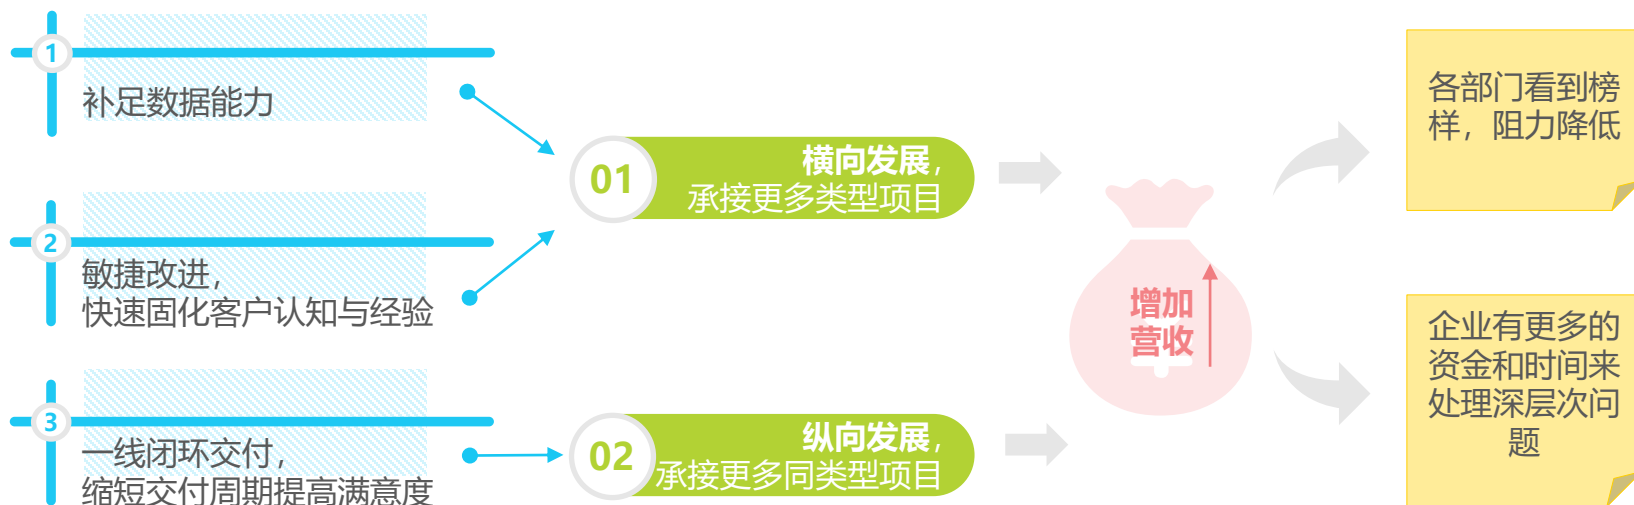 1
补足数据能力
2
敏捷改进，
快速固化客户认知与经验
3
一线闭环交付，
缩短交付周期提高满意度
01
横向发展，
承接更多类型项目
02
纵向发展，
承接更多同类型项目
增加
营收
各部门看到榜
样，阻力降低
企业有更多的
资金和时间来
处理深层次问
题